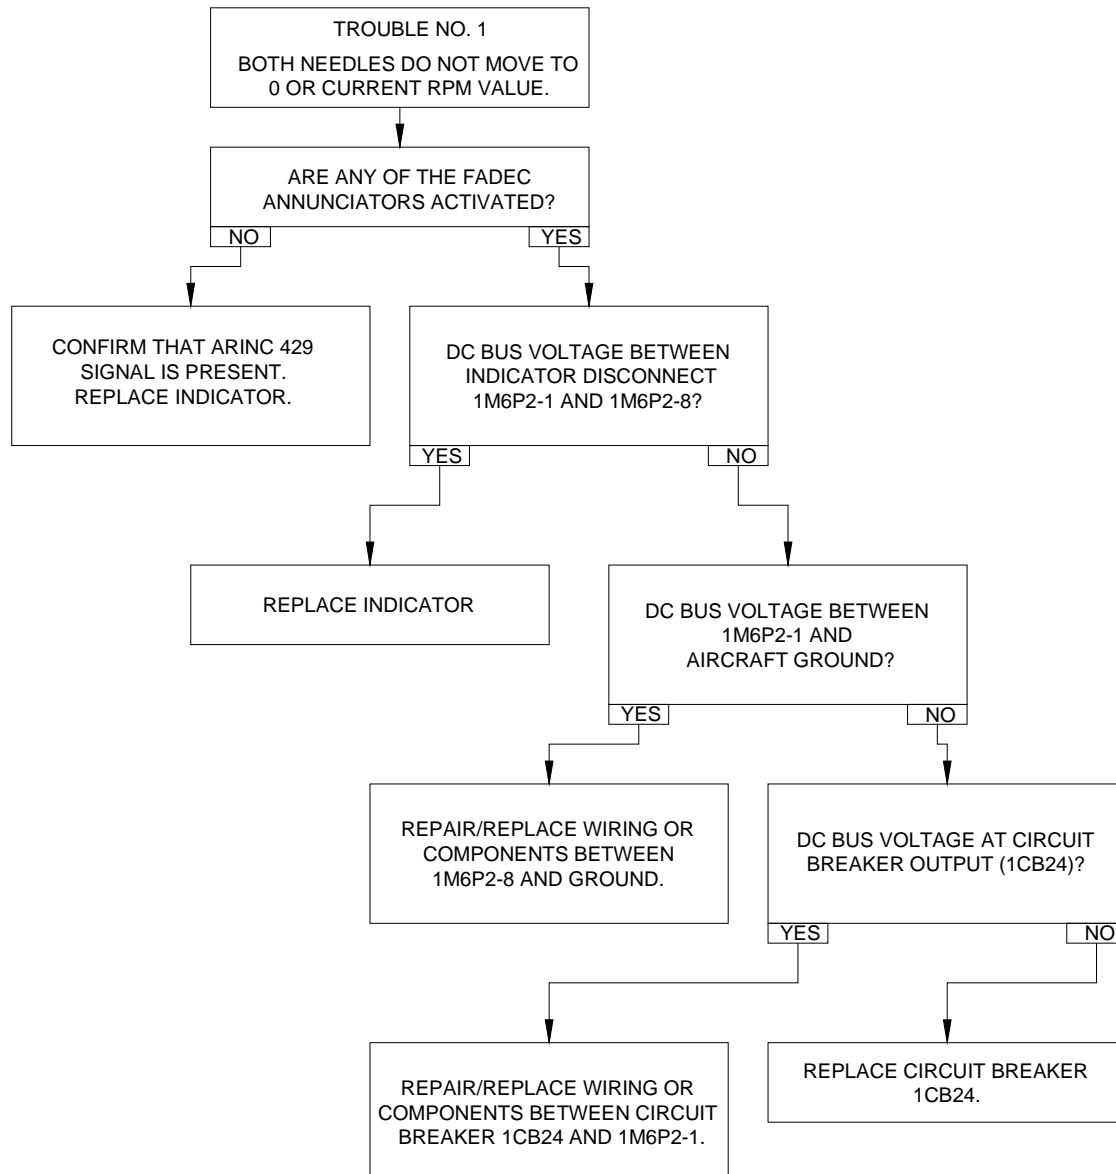 TROUBLE NO. 1
BOTH NEEDLES DO NOT MOVE TO
0 OR CURRENT RPM VALUE.
ARE ANY OF THE FADEC
ANNUNCIATORS ACTIVATED?
NO
YES
CONFIRM THAT ARINC 429
SIGNAL IS PRESENT.
REPLACE INDICATOR.
DC BUS VOLTAGE BETWEEN
INDICATOR DISCONNECT
1M6P2-1 AND 1M6P2-8?
YES
NO
REPLACE INDICATOR
DC BUS VOLTAGE BETWEEN
1M6P2-1 AND
AIRCRAFT GROUND?
YES
NO
REPAIR/REPLACE WIRING OR
COMPONENTS BETWEEN
1M6P2-8 AND GROUND.
DC BUS VOLTAGE AT CIRCUIT
BREAKER OUTPUT (1CB24)?
YES
NO
REPAIR/REPLACE WIRING OR
COMPONENTS BETWEEN CIRCUIT
BREAKER 1CB24 AND 1M6P2-1.
REPLACE CIRCUIT BREAKER
1CB24.